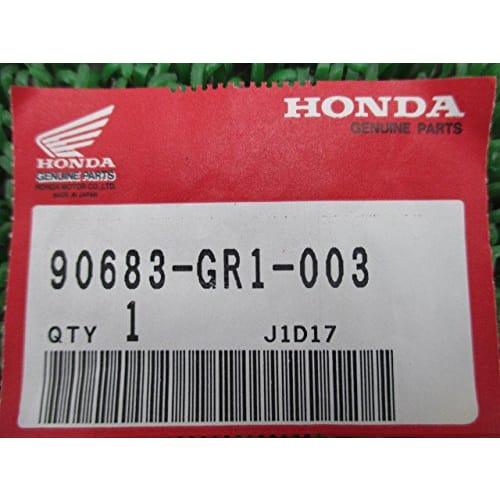 HONDA
GENUINE PARTS
HONDA
GENUINE PARTS
HONDA MOTOR CO.,LTD.
MADE IN JAPAN
90683-GR1-003
QTY 1 J1D17